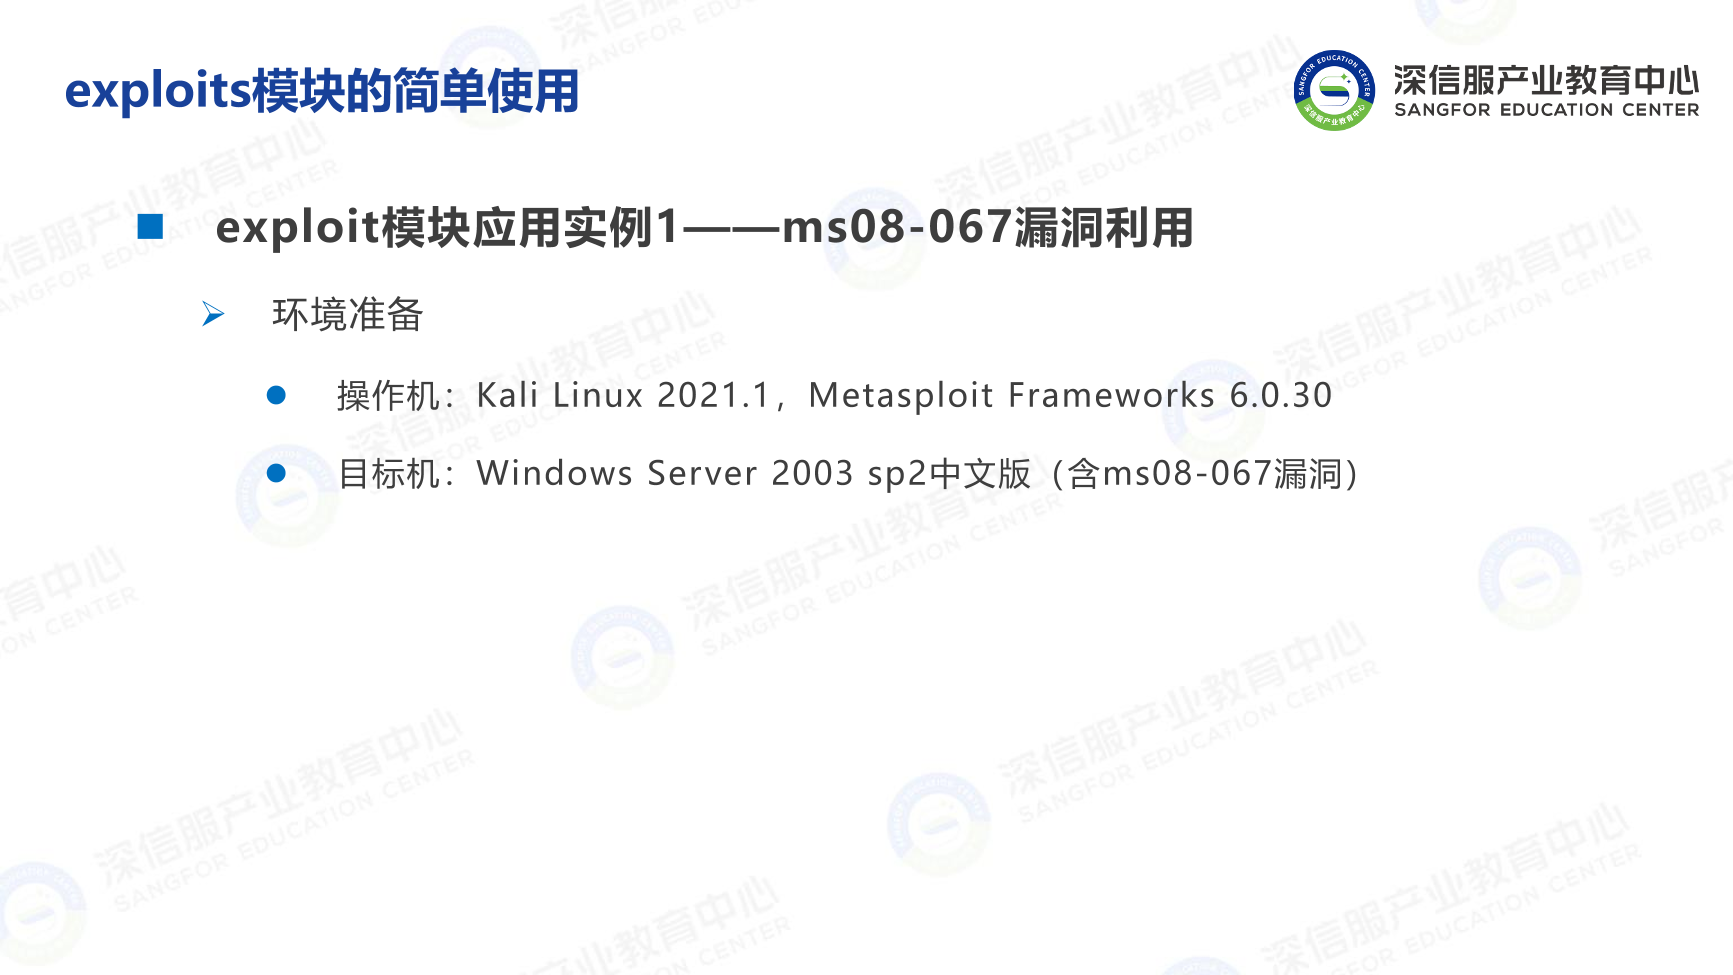 exploits模块的简单使用
深信服产业教育中心
SANGFOR EDUCATION CENTER
exploit模块应用实例1——ms08-067漏洞利用
环境准备
操作机：Kali Linux 2021.1，Metasploit Frameworks 6.0.30
目标机：Windows Server 2003 sp2中文版（含ms08-067漏洞）